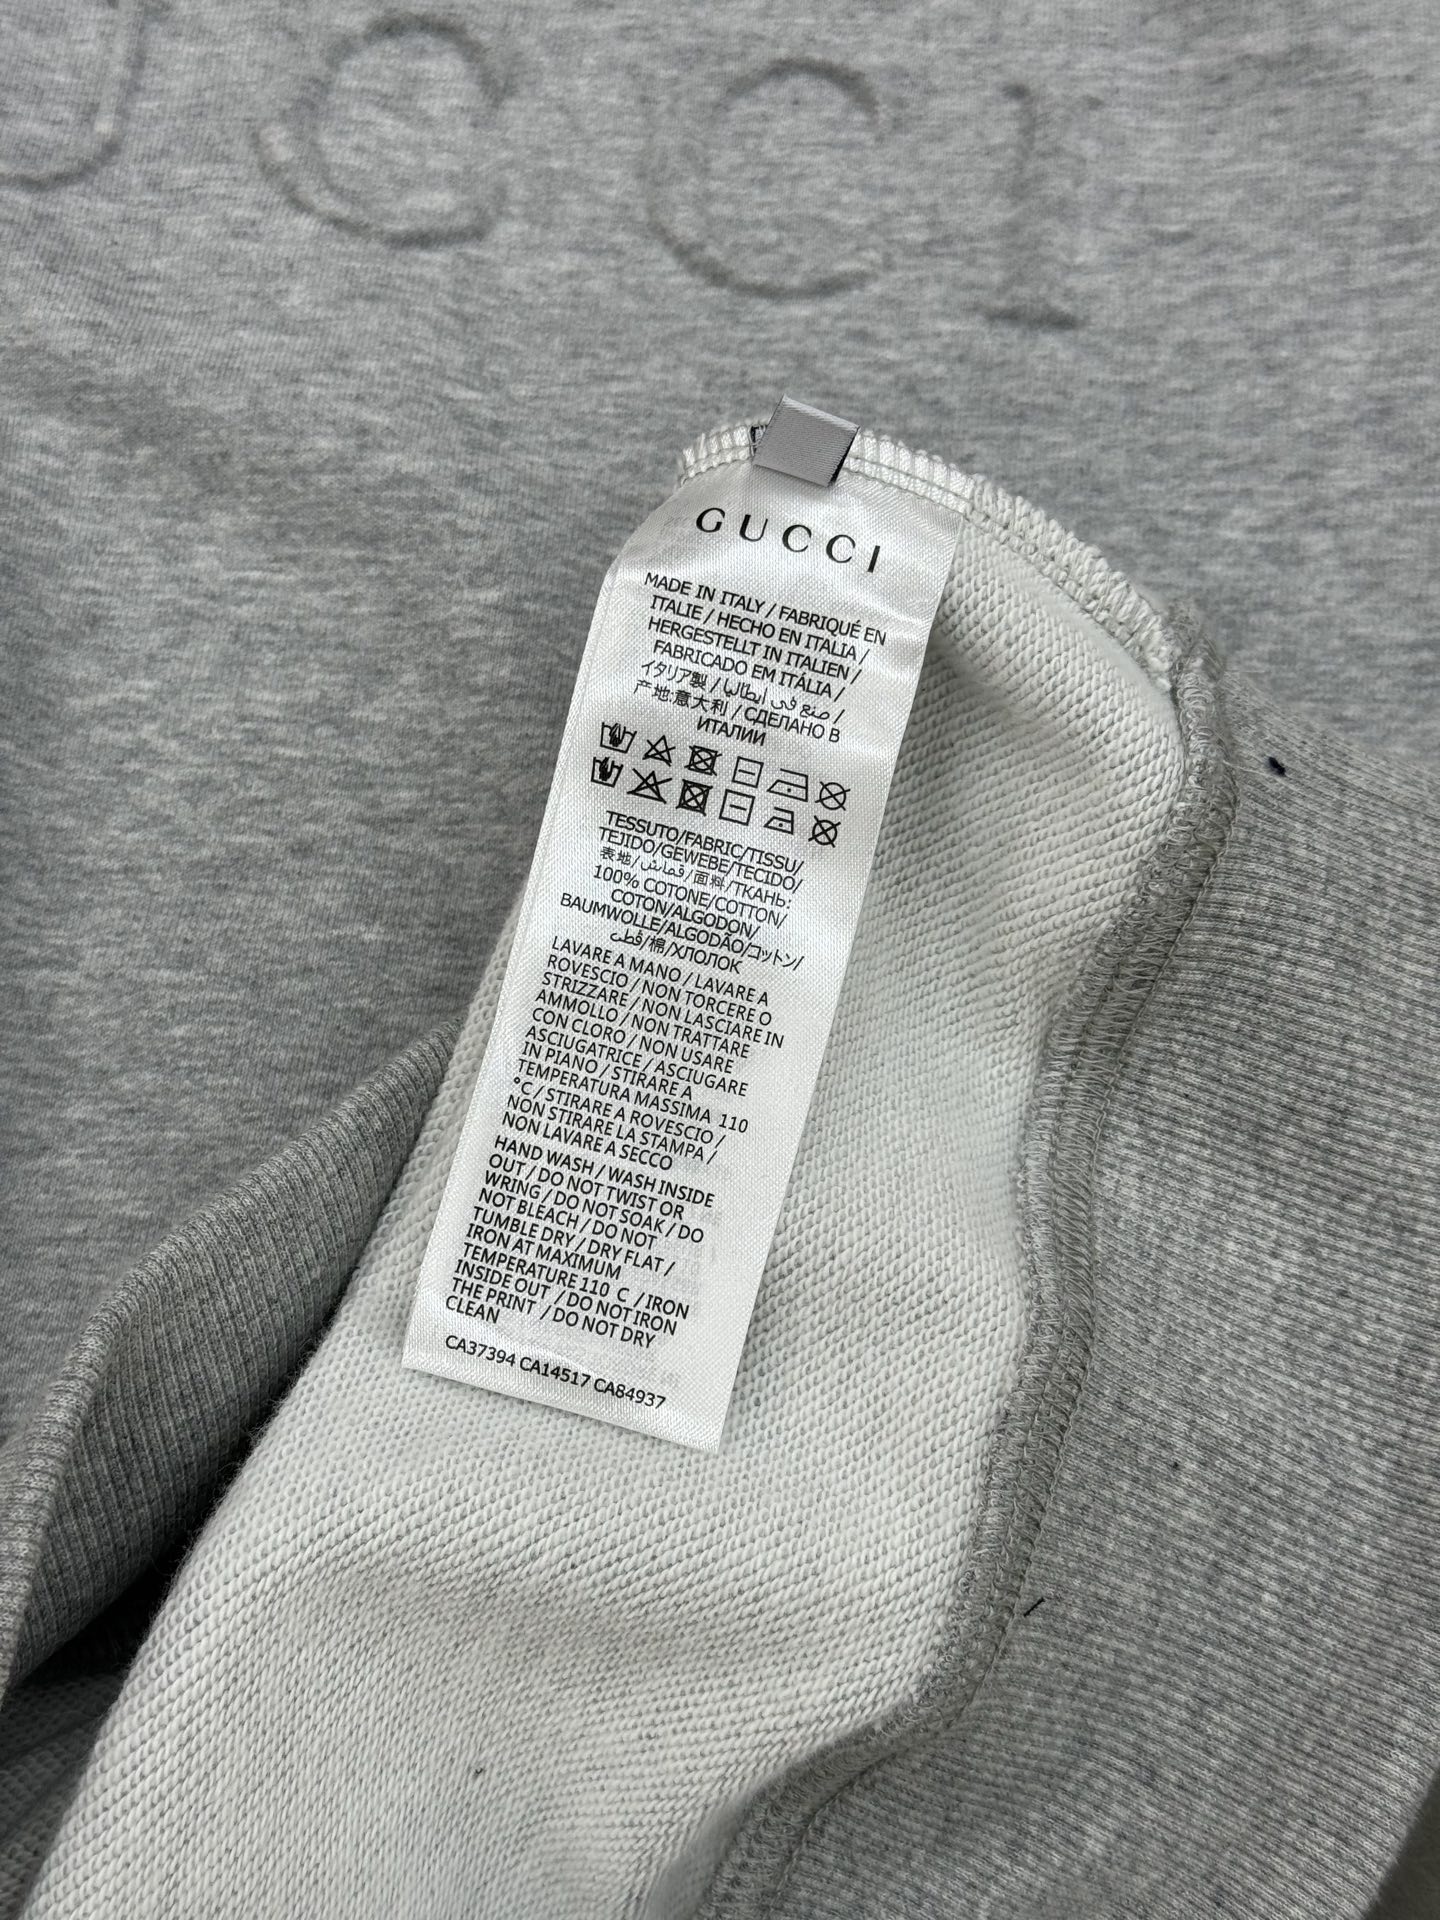 UCCI
GUCCI
MADE IN ITALY / FABRIQUÉ EN
ITALIE / HECHO EN ITALIA /
HERGESTELLT IN ITALIEN /
FABRICADO EM ITÁLIA /
イタリア製 / صنع في إيطاليا /
产地:意大利 / СДЕЛАНО В
ИТАЛИИ
TESSUTO/FABRIC/TISSU/
TEJIDO/GEWEBE/TECIDO/
表地/قماش/面料/ТКАНЬ:
100% COTONE/COTTON/
COTON/ALGODON/
BAUMWOLLE/ALGODÃO/コットン/
قطن/棉/ХЛОПОК
LAVARE A MANO / LAVARE A
ROVESCIO / NON TORCERE O
STRIZZARE / NON LASCIARE IN
AMMOLLO / NON TRATTARE
CON CLORO / NON USARE
ASCIUGATRICE / ASCIUGARE
IN PIANO / STIRARE A
TEMPERATURA MASSIMA 110
°C / STIRARE A ROVESCIO /
NON STIRARE LA STAMPA /
NON LAVARE A SECCO
HAND WASH / WASH INSIDE
OUT / DO NOT TWIST OR
WRING / DO NOT SOAK / DO
NOT BLEACH / DO NOT
TUMBLE DRY / DRY FLAT /
IRON AT MAXIMUM
TEMPERATURE 110 C / IRON
INSIDE OUT / DO NOT IRON
THE PRINT / DO NOT DRY
CLEAN
CA37394 CA14517 CA84937